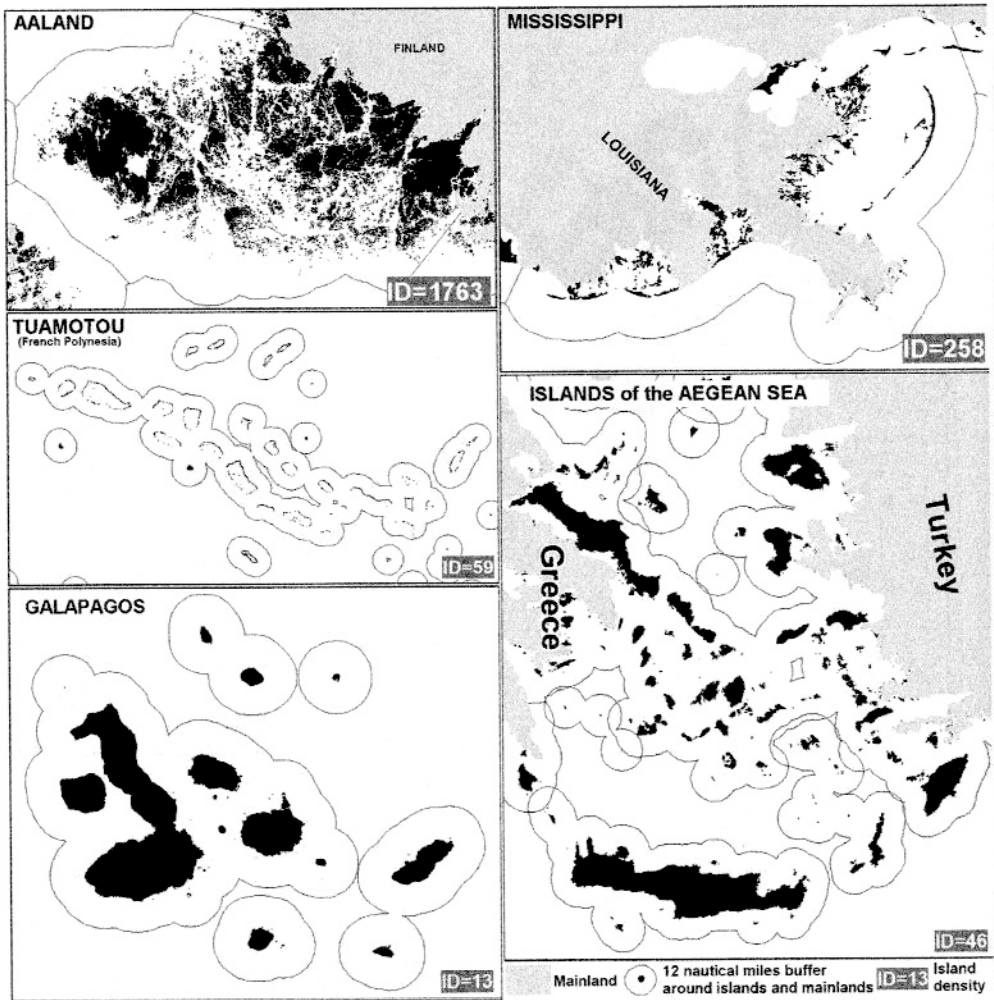 AALAND
FINLAND
ID=1763
MISSISSIPPI
LOUISIANA
ID=258
TUAMOTOU
(French Polynesia)
ID=59
ISLANDS of the AEGEAN SEA
Greece
Turkey
ID=46
GALAPAGOS
ID=13
Mainland
12 nautical miles buffer
around islands and mainlands
ID=13
Island
density